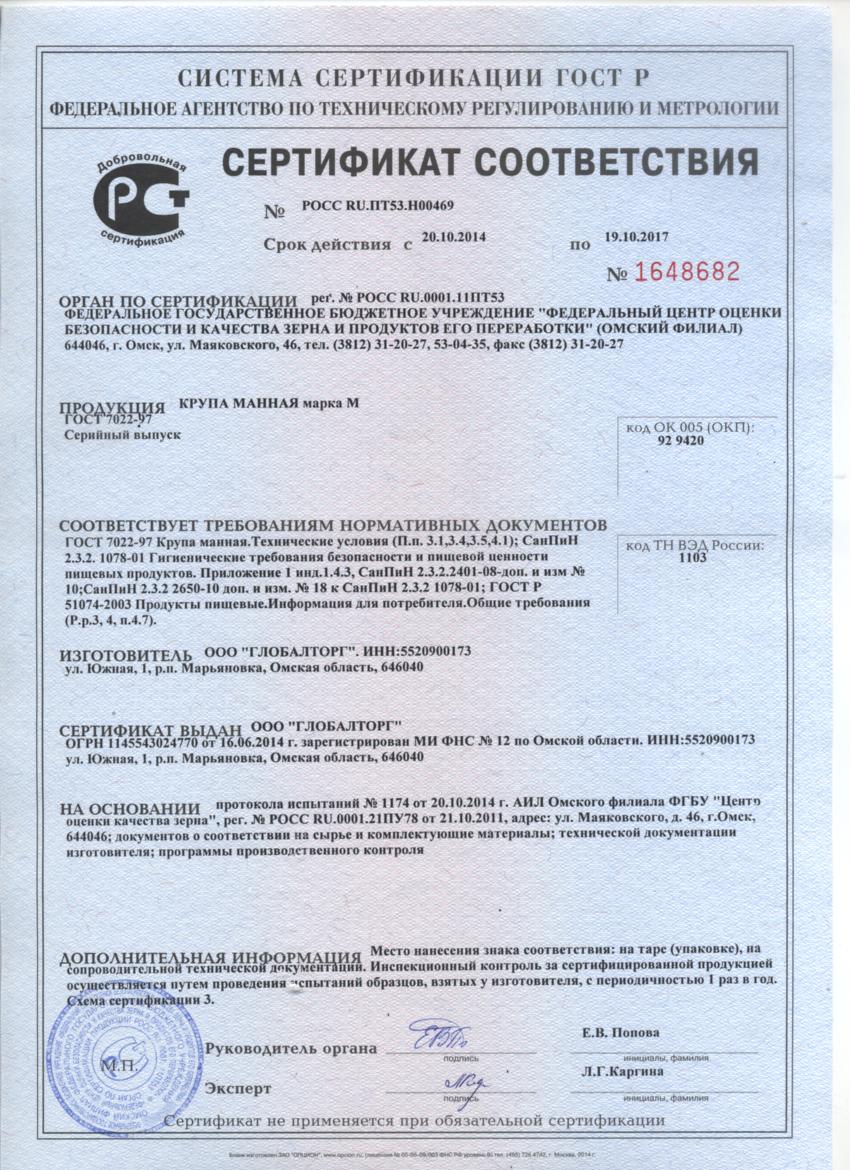 СИСТЕМА СЕРТИФИКАЦИИ ГОСТ Р
ФЕДЕРАЛЬНОЕ АГЕНТСТВО ПО ТЕХНИЧЕСКОМУ РЕГУЛИРОВАНИЮ И МЕТРОЛОГИИ
Добровольная
РСТ
сертификация
СЕРТИФИКАТ СООТВЕТСТВИЯ
№ РОСС RU.ПТ53.Н00469
Срок действия с 20.10.2014 по 19.10.2017
№ 1648682
ОРГАН ПО СЕРТИФИКАЦИИ рег. № РОСС RU.0001.11ПТ53
ФЕДЕРАЛЬНОЕ ГОСУДАРСТВЕННОЕ БЮДЖЕТНОЕ УЧРЕЖДЕНИЕ "ФЕДЕРАЛЬНЫЙ ЦЕНТР ОЦЕНКИ
БЕЗОПАСНОСТИ И КАЧЕСТВА ЗЕРНА И ПРОДУКТОВ ЕГО ПЕРЕРАБОТКИ" (ОМСКИЙ ФИЛИАЛ)
644046, г. Омск, ул. Маяковского, 46, тел. (3812) 31-20-27, 53-04-35, факс (3812) 31-20-27
ПРОДУКЦИЯ КРУПА МАННАЯ марка М
ГОСТ 7022-97
Серийный выпуск
код ОК 005 (ОКП):
92 9420
СООТВЕТСТВУЕТ ТРЕБОВАНИЯМ НОРМАТИВНЫХ ДОКУМЕНТОВ
ГОСТ 7022-97 Крупа манная.Технические условия (П.п. 3.1,3.4,3.5,4.1); СанПиН
2.3.2. 1078-01 Гигиенические требования безопасности и пищевой ценности
пищевых продуктов. Приложение 1 инд.1.4.3, СанПиН 2.3.2.2401-08-доп. и изм №
10;СанПиН 2.3.2 2650-10 доп. и изм. № 18 к СанПиН 2.3.2 1078-01; ГОСТ Р
51074-2003 Продукты пищевые.Информация для потребителя.Общие требования
(Р.р.3, 4, п.4.7).
код ТН ВЭД России:
1103
ИЗГОТОВИТЕЛЬ ООО "ГЛОБАЛТОРГ". ИНН:5520900173
ул. Южная, 1, р.п. Марьяновка, Омская область, 646040
СЕРТИФИКАТ ВЫДАН ООО "ГЛОБАЛТОРГ"
ОГРН 1145543024770 от 16.06.2014 г. зарегистрирован МИ ФНС № 12 по Омской области. ИНН:5520900173
ул. Южная, 1, р.п. Марьяновка, Омская область, 646040
НА ОСНОВАНИИ протокола испытаний № 1174 от 20.10.2014 г. АИЛ Омского филиала ФГБУ "Центр
оценки качества зерна", рег. № РОСС RU.0001.21ПУ78 от 21.10.2011, адрес: ул. Маяковского, д. 46, г.Омск,
644046; документов о соответствии на сырье и комплектующие материалы; технической документации
изготовителя; программы производственного контроля
ДОПОЛНИТЕЛЬНАЯ ИНФОРМАЦИЯ Место нанесения знака соответствия: на таре (упаковке), на
сопроводительной технической документации. Инспекционный контроль за сертифицированной продукцией
осуществляется путем проведения испытаний образцов, взятых у изготовителя, с периодичностью 1 раз в год.
Схема сертификации 3.
М.П.
Руководитель органа
подпись
Е.В. Попова
инициалы, фамилия
Эксперт
подпись
Л.Г.Каргина
инициалы, фамилия
Сертификат не применяется при обязательной сертификации